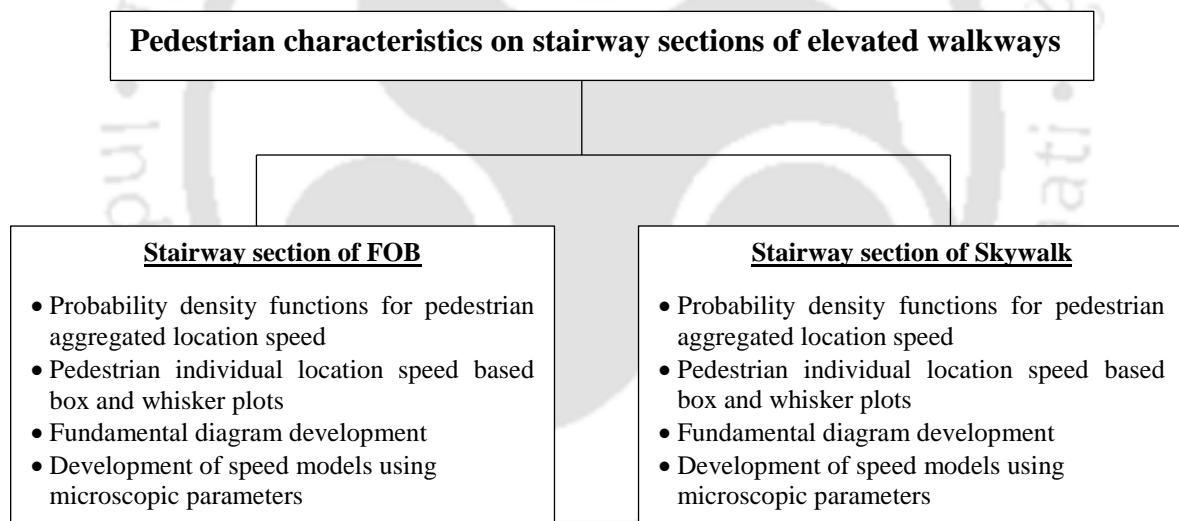 Pedestrian characteristics on stairway sections of elevated walkways
Stairway section of FOB
• Probability density functions for pedestrian
aggregated location speed
• Pedestrian individual location speed based
box and whisker plots
• Fundamental diagram development
• Development of speed models using
microscopic parameters
Stairway section of Skywalk
• Probability density functions for pedestrian
aggregated location speed
• Pedestrian individual location speed based
box and whisker plots
• Fundamental diagram development
• Development of speed models using
microscopic parameters